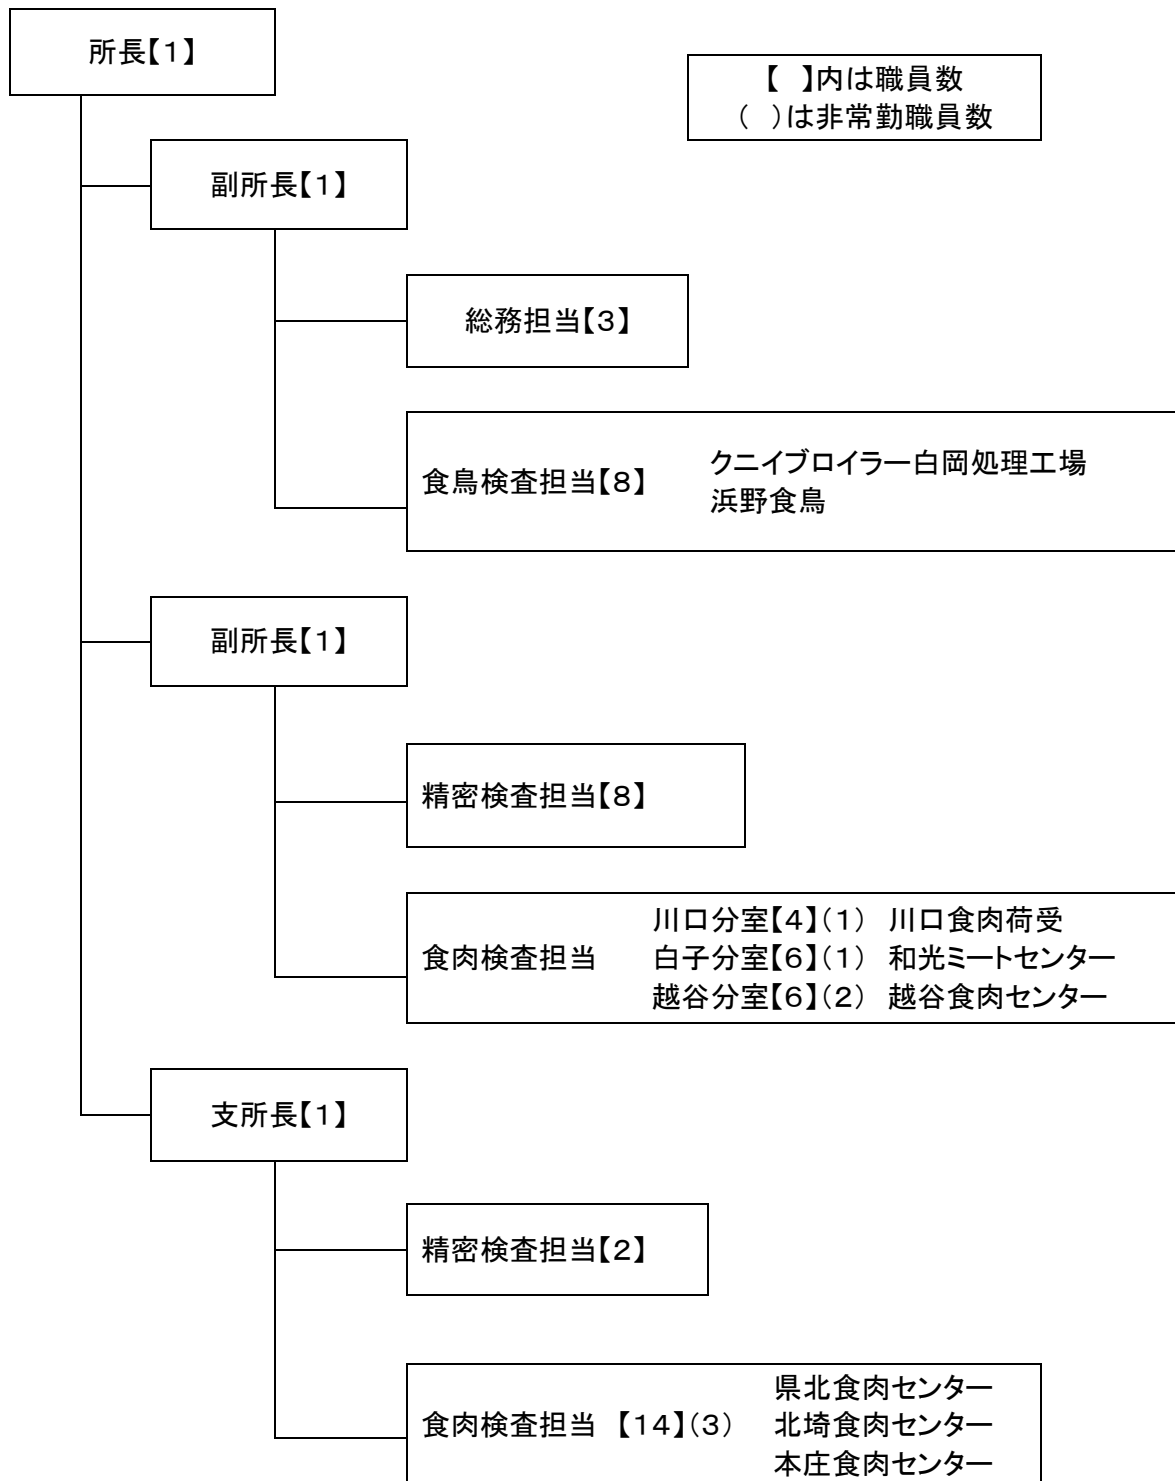 所長【１】
【　】内は職員数
（　）は非常勤職員数
副所長【１】
総務担当【３】
食鳥検査担当【８】
クニイブロイラー白岡処理工場
浜野食鳥
副所長【１】
精密検査担当【８】
食肉検査担当
川口分室【４】（１）　川口食肉荷受
白子分室【６】（１）　和光ミートセンター
越谷分室【６】（２）　越谷食肉センター
支所長【１】
精密検査担当【２】
食肉検査担当　【１４】（３）
県北食肉センター
北埼食肉センター
本庄食肉センター